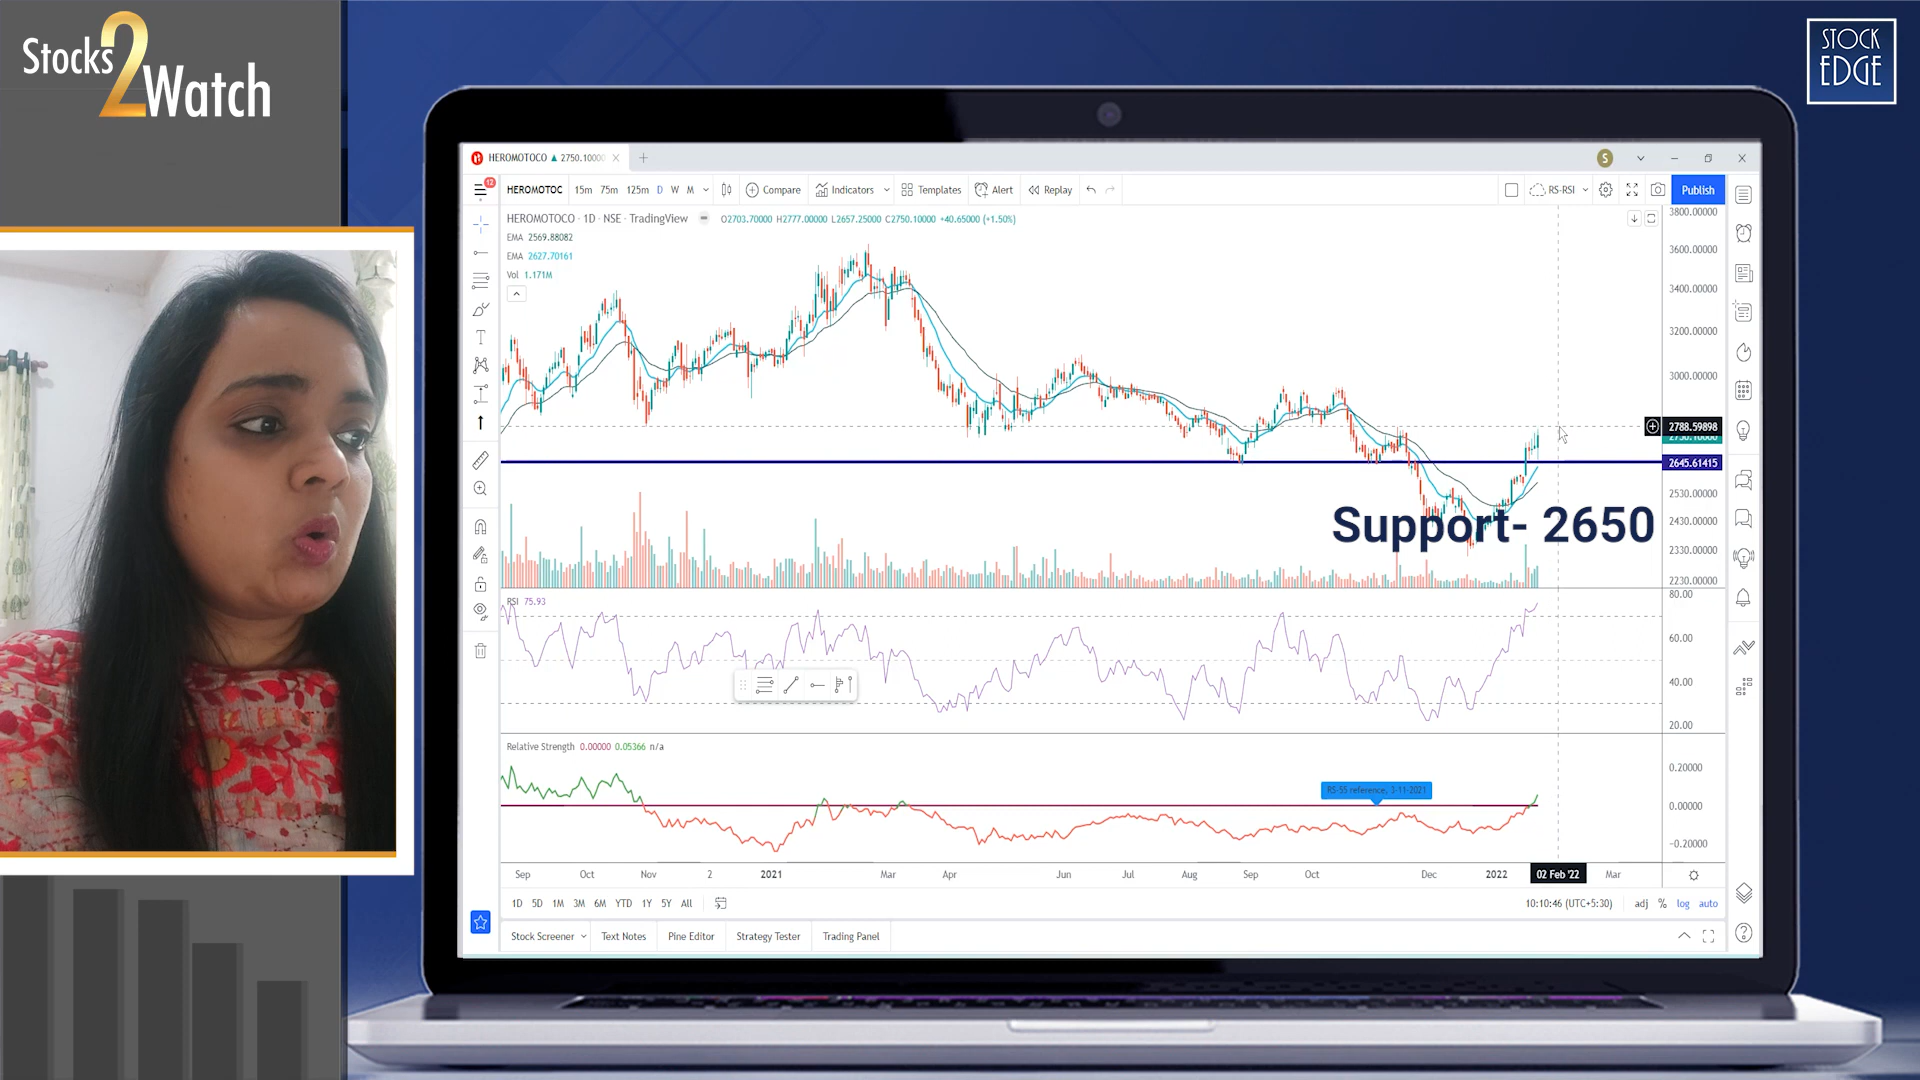 Stocks 2 Watch
STOCK
EDGE
HEROMOTOCO ▲ 2750.10000
S
12
HEROMOTOC 15m 75m 125m D W M Compare Indicators Templates Alert Replay RS-RSI Publish
HEROMOTOCO · 1D · NSE · TradingView O2703.70000 H2777.00000 L2657.25000 C2750.10000 +40.65000 (+1.50%)
EMA 2569.88082
EMA 2627.70161
Vol 1.171M
3800.00000
3600.00000
3400.00000
3200.00000
3000.00000
2788.59898
2645.61415
2530.00000
2430.00000
2330.00000
2230.00000
Support- 2650
RSI 75.93
80.00
60.00
40.00
20.00
Relative Strength 0.00000 0.05366 n/a
RS-55 reference, 3-11-2021
0.20000
0.00000
-0.20000
Sep Oct Nov 2 2021 Mar Apr Jun Jul Aug Sep Oct Dec 2022 02 Feb '22 Mar
1D 5D 1M 3M 6M YTD 1Y 5Y All 10:10:46 (UTC+5:30) adj % log auto
Stock Screener Text Notes Pine Editor Strategy Tester Trading Panel